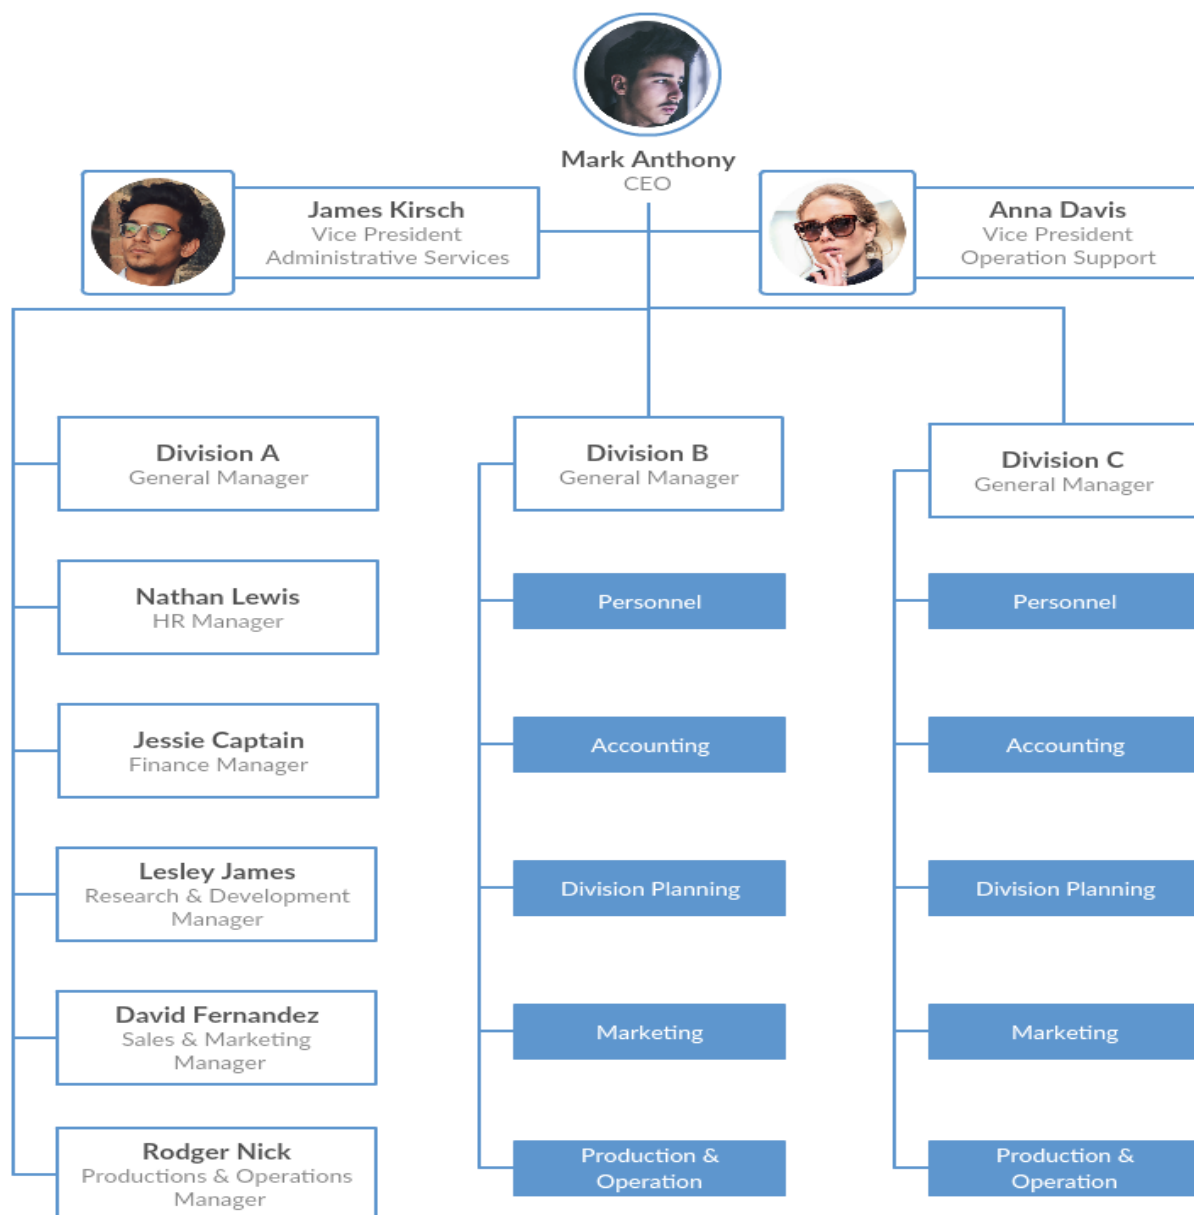 Mark Anthony
CEO
James Kirsch
Vice President
Administrative Services
Anna Davis
Vice President
Operation Support
Division A
General Manager
Division B
General Manager
Division C
General Manager
Nathan Lewis
HR Manager
Personnel
Personnel
Jessie Captain
Finance Manager
Accounting
Accounting
Lesley James
Research & Development
Manager
Division Planning
Division Planning
David Fernandez
Sales & Marketing
Manager
Marketing
Marketing
Rodger Nick
Productions & Operations
Manager
Production &
Operation
Production &
Operation